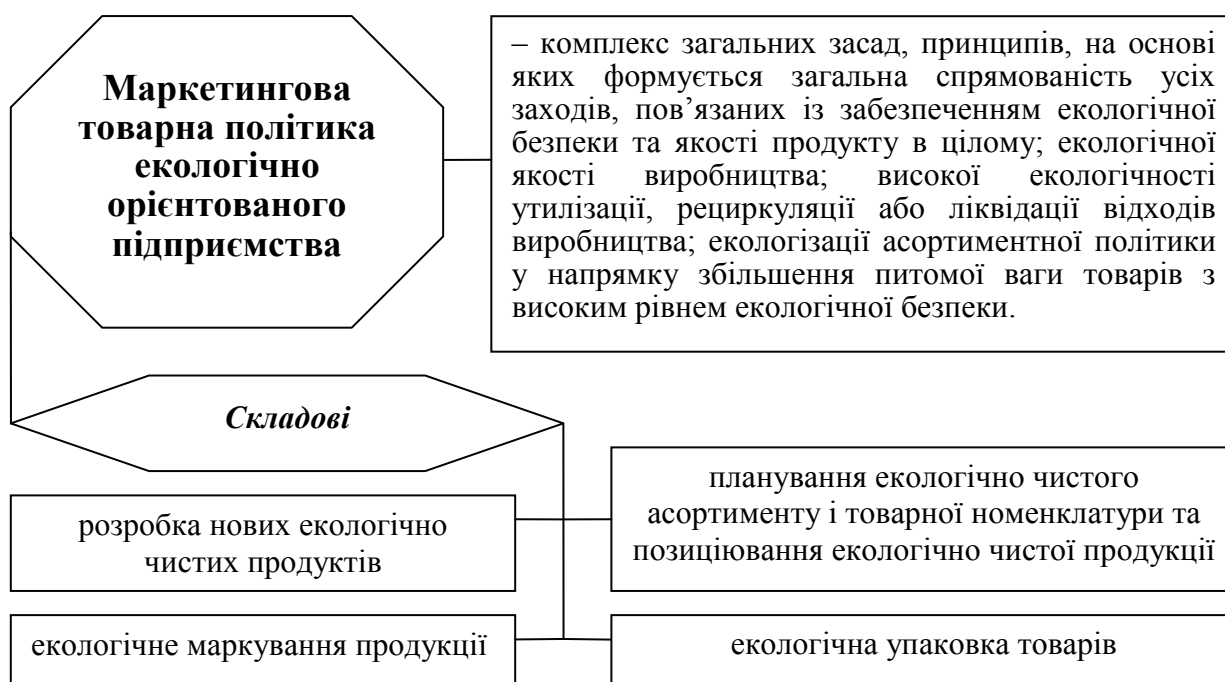 Маркетингова
товарна політика
екологічно
орієнтованого
підприємства
– комплекс загальних засад, принципів, на основі
яких формується загальна спрямованість усіх
заходів, пов’язаних із забезпеченням екологічної
безпеки та якості продукту в цілому; екологічної
якості виробництва; високої екологічності
утилізації, рециркуляції або ліквідації відходів
виробництва; екологізації асортиментної політики
у напрямку збільшення питомої ваги товарів з
високим рівнем екологічної безпеки.
Складові
розробка нових екологічно
чистих продуктів
планування екологічно чистого
асортименту і товарної номенклатури та
позиціювання екологічно чистої продукції
екологічне маркування продукції
екологічна упаковка товарів